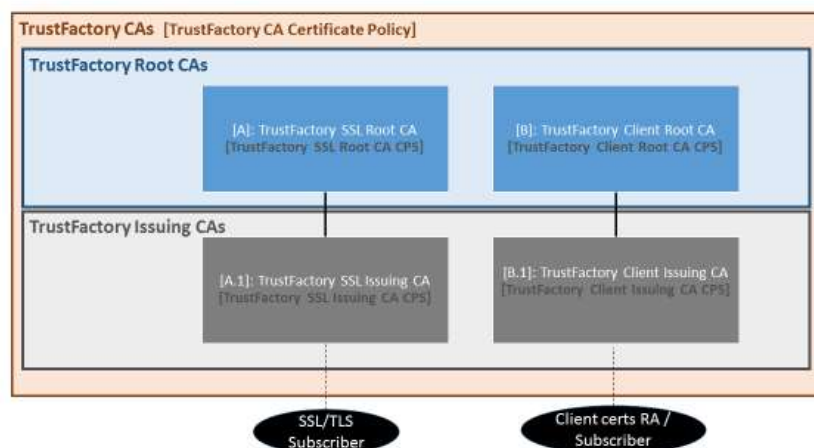 TrustFactory CAs [TrustFactory CA Certificate Policy]
TrustFactory Root CAs
[A]: TrustFactory SSL Root CA
[TrustFactory SSL Root CA CPS]
[B]: TrustFactory Client Root CA
[TrustFactory Client Root CA CPS]
TrustFactory Issuing CAs
[A.1]: TrustFactory SSL Issuing CA
[TrustFactory SSL Issuing CA CPS]
[B.1]: TrustFactory Client Issuing CA
[TrustFactory Client Issuing CA CPS]
SSL/TLS
Subscriber
Client certs RA /
Subscriber